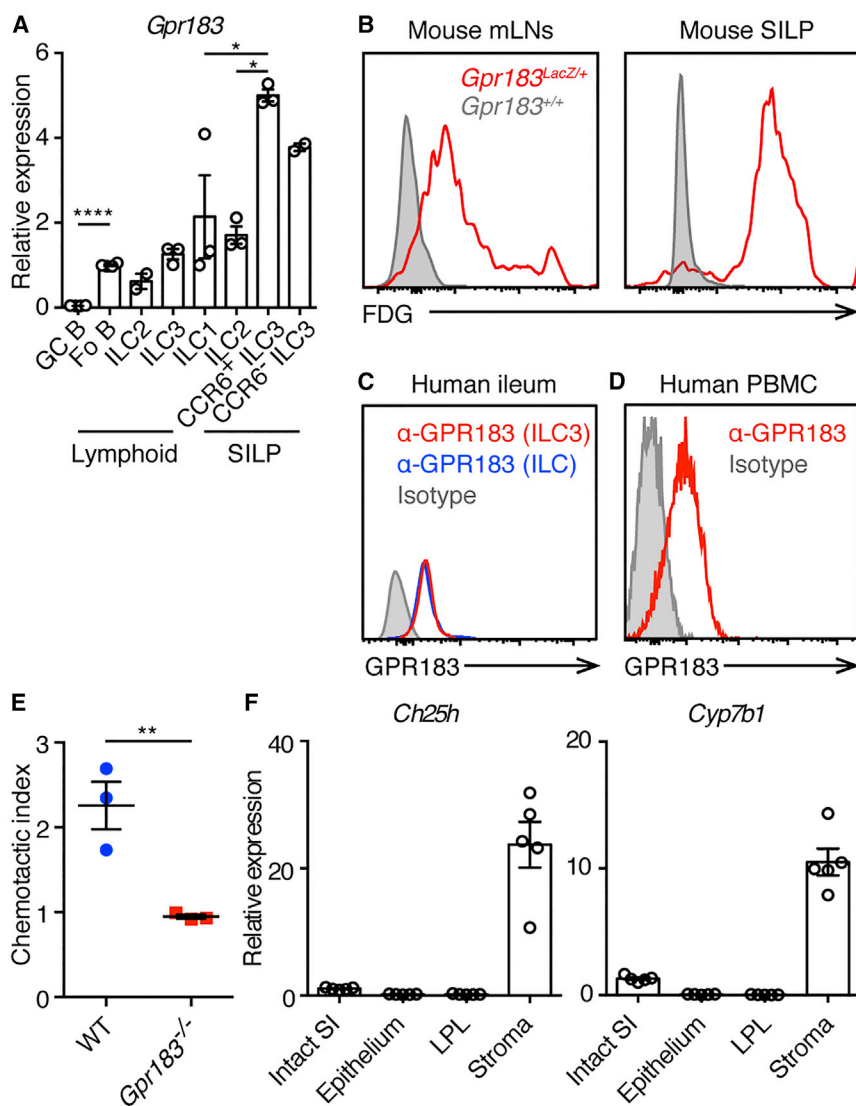 A
Gpr183
Relative expression
6
4
2
0
****
*
*
GC B
Fo B
ILC2
ILC3
ILC1
ILC2
CCR6+ ILC3
CCR6- ILC3
Lymphoid
SILP
B
Mouse mLNs
Mouse SILP
Gpr183LacZ/+
Gpr183+/+
FDG
C
Human ileum
α-GPR183 (ILC3)
α-GPR183 (ILC)
Isotype
GPR183
D
Human PBMC
α-GPR183
Isotype
GPR183
E
Chemotactic index
3
2
1
0
**
WT
Gpr183-/-
F
Ch25h
Relative expression
40
20
0
Intact SI
Epithelium
LPL
Stroma
Cyp7b1
20
10
0
Intact SI
Epithelium
LPL
Stroma